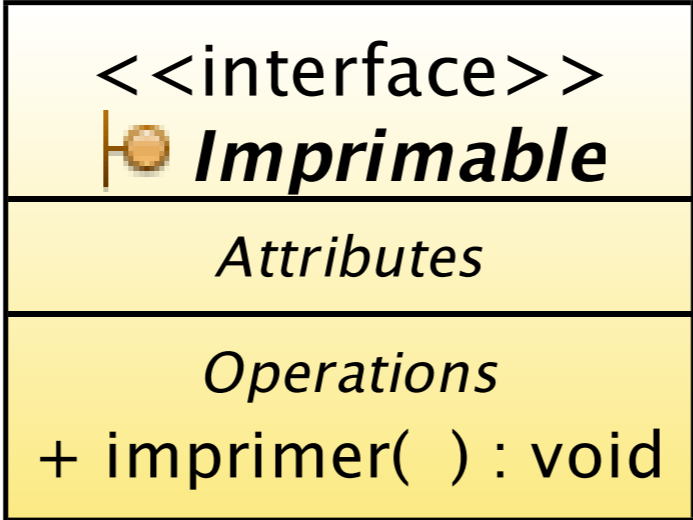 <<interface>>
Imprimable
Attributes
Operations
+ imprimer( ) : void